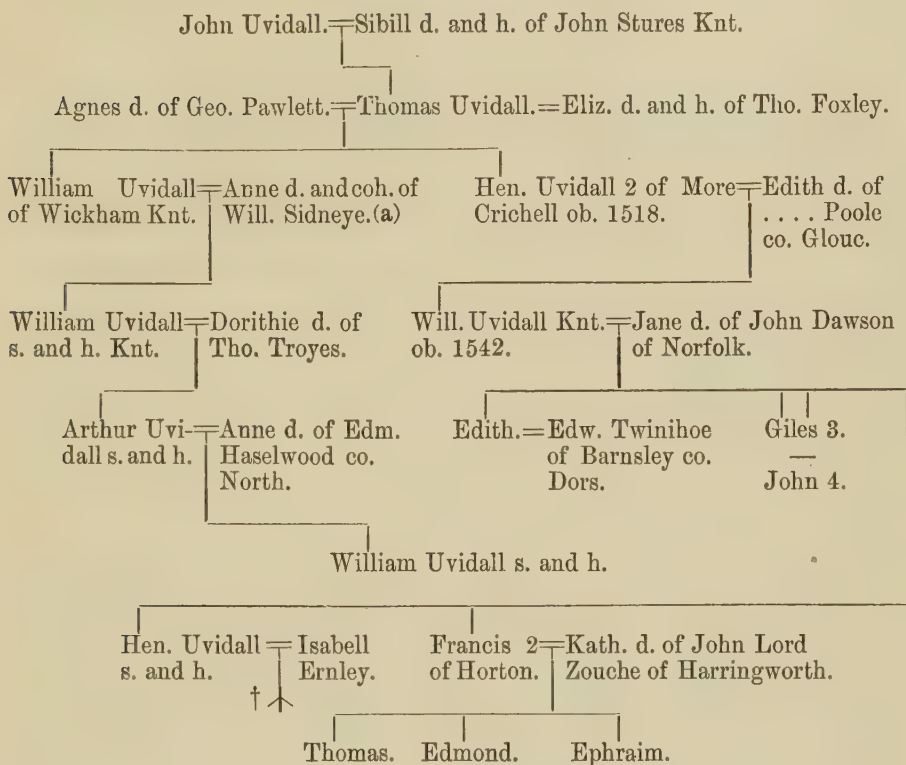 John Uvidall. Sibill d. and h. of John Stures Knt.
Agnes d. of Geo. Pawlett. Thomas Uvidall. = Eliz. d. and h. of Tho. Foxley.
William Uvidall
of Wickham Knt.
Anne d. and coh. of
Will. Sidneye.(a)
Hen. Uvidall 2 of More
Crichell ob. 1518.
Edith d. of
. . . . Poole
co. Glouc.
William Uvidall
s. and h. Knt.
Dorithie d. of
Tho. Troyes.
Will. Uvidall Knt.
ob. 1542.
Jane d. of John Dawson
of Norfolk.
Arthur Uvi-
dall s. and h.
Anne d. of Edm.
Haselwood co.
North.
Edith. = Edw. Twinihoe
of Barnsley co.
Dors.
Giles 3.
—
John 4.
William Uvidall s. and h.
Hen. Uvidall
s. and h.
Isabell
Ernley.
†
Francis 2
of Horton.
Kath. d. of John Lord
Zouche of Harringworth.
Thomas. Edmond. Ephraim.